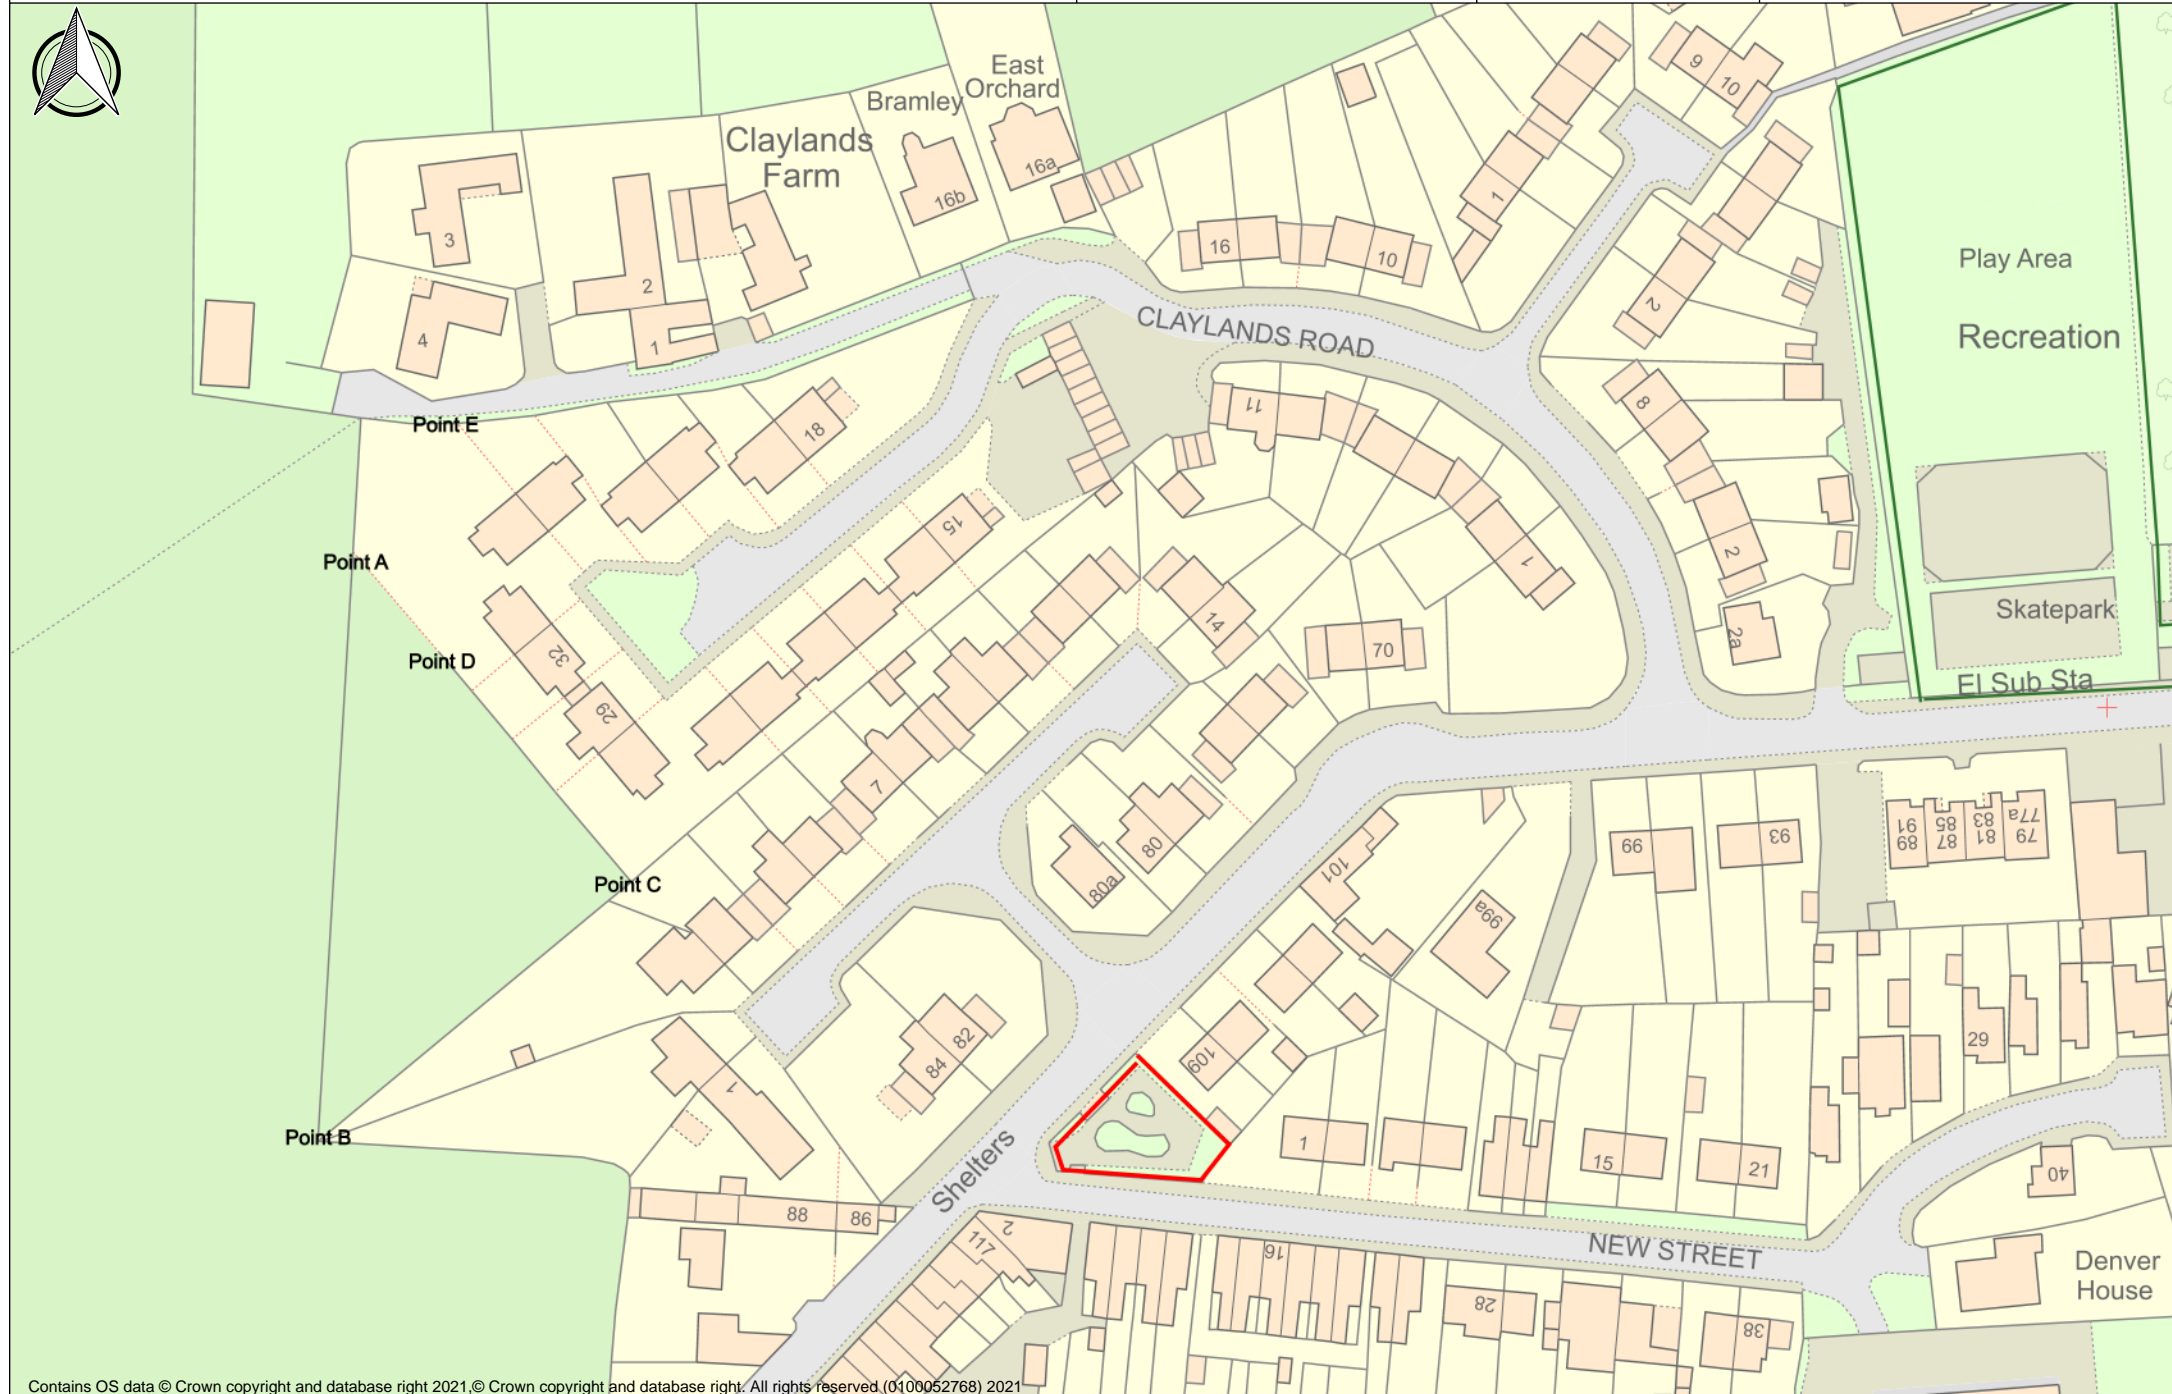 East
Orchard
Bramley
Claylands
Farm
16a
16b
9
10
1
3
2
16
10
4
1
2
Play Area
CLAYLANDS ROAD
Recreation
11
8
Point E
18
15
2
1
Point A
14
Skatepark
2a
32
70
Point D
El Sub Sta
29
7
80
101
99
93
91
89
85
87
83
81
77a
79
80a
Point C
99a
82
84
109
29
1
Point B
1
15
21
40
Shelters
88
86
2
117
16
NEW STREET
Denver
House
28
38
Contains OS data © Crown copyright and database right 2021,© Crown copyright and database right. All rights reserved (0100052768) 2021